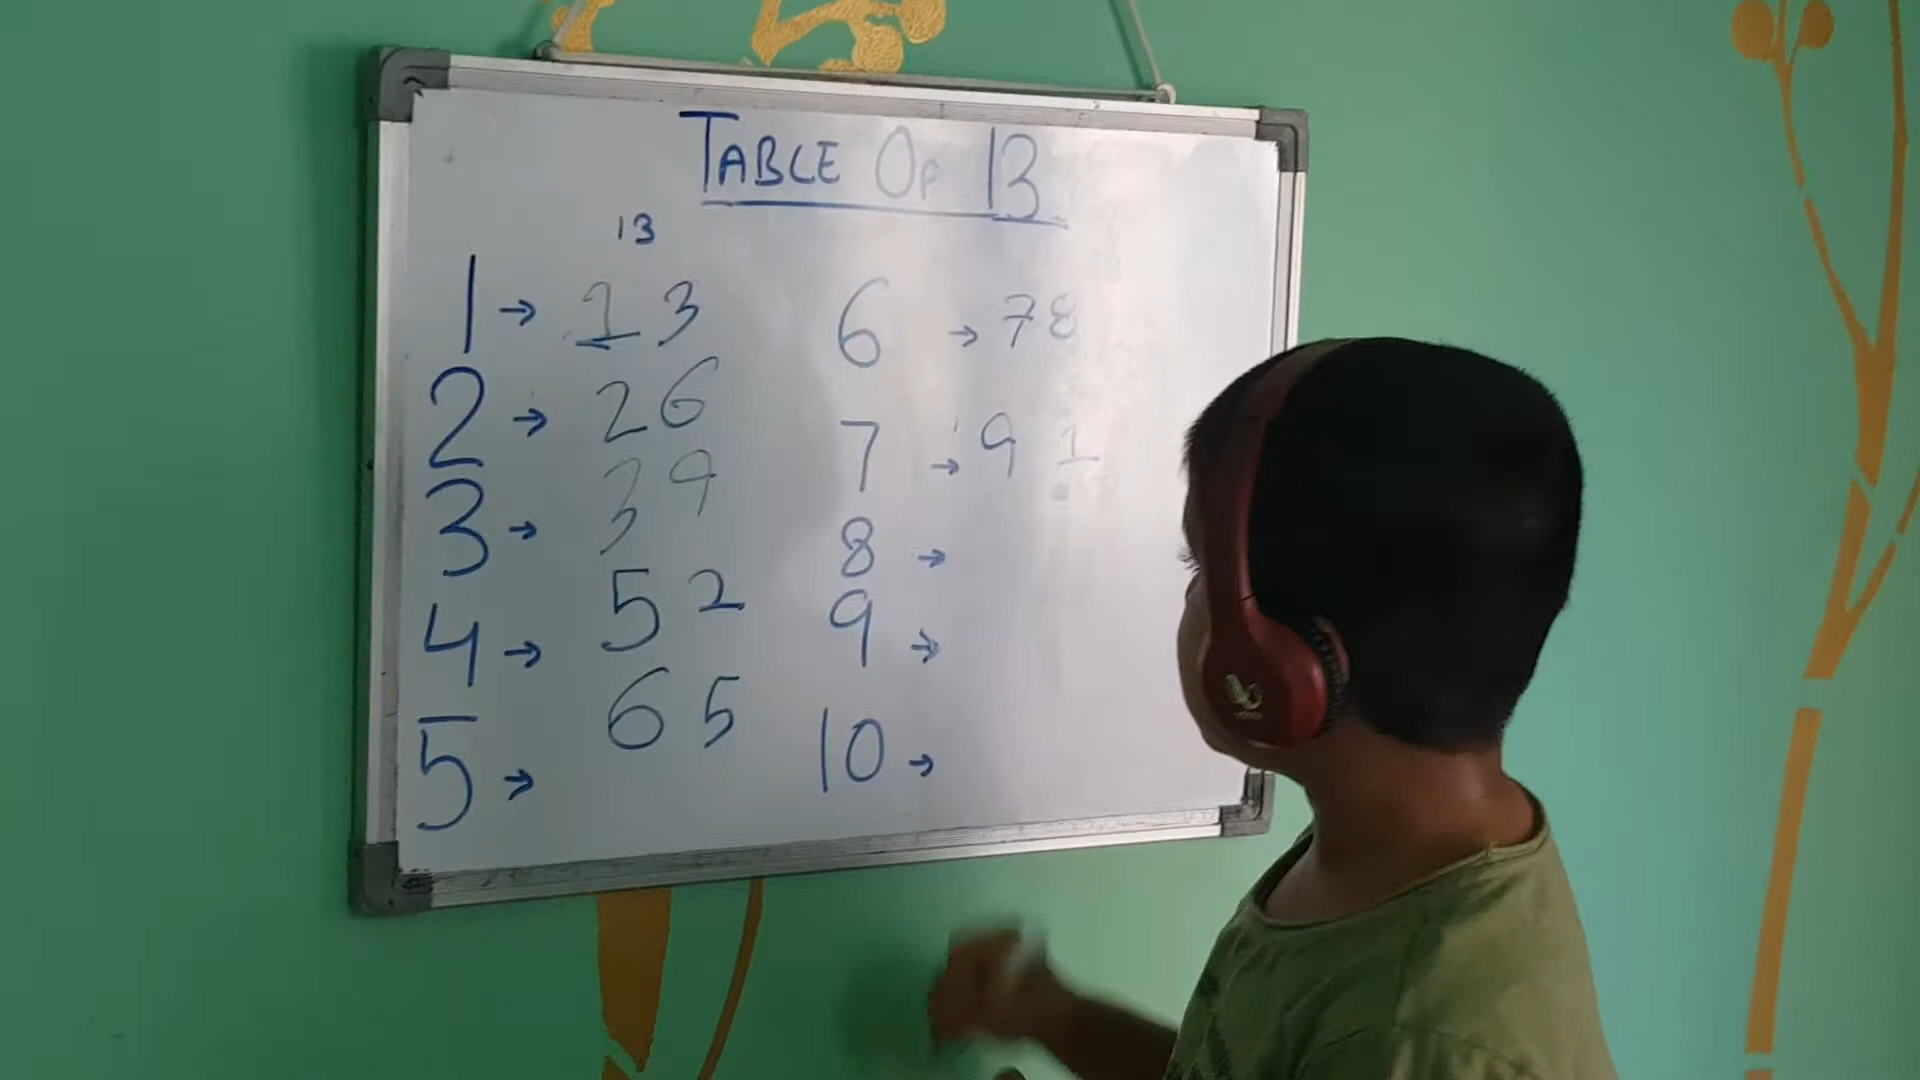 TABLE OF 13
13
1 → 13
2 → 26
3 → 39
4 → 52
5 → 65
6 → 78
7 → 91
8 →
9 →
10 →